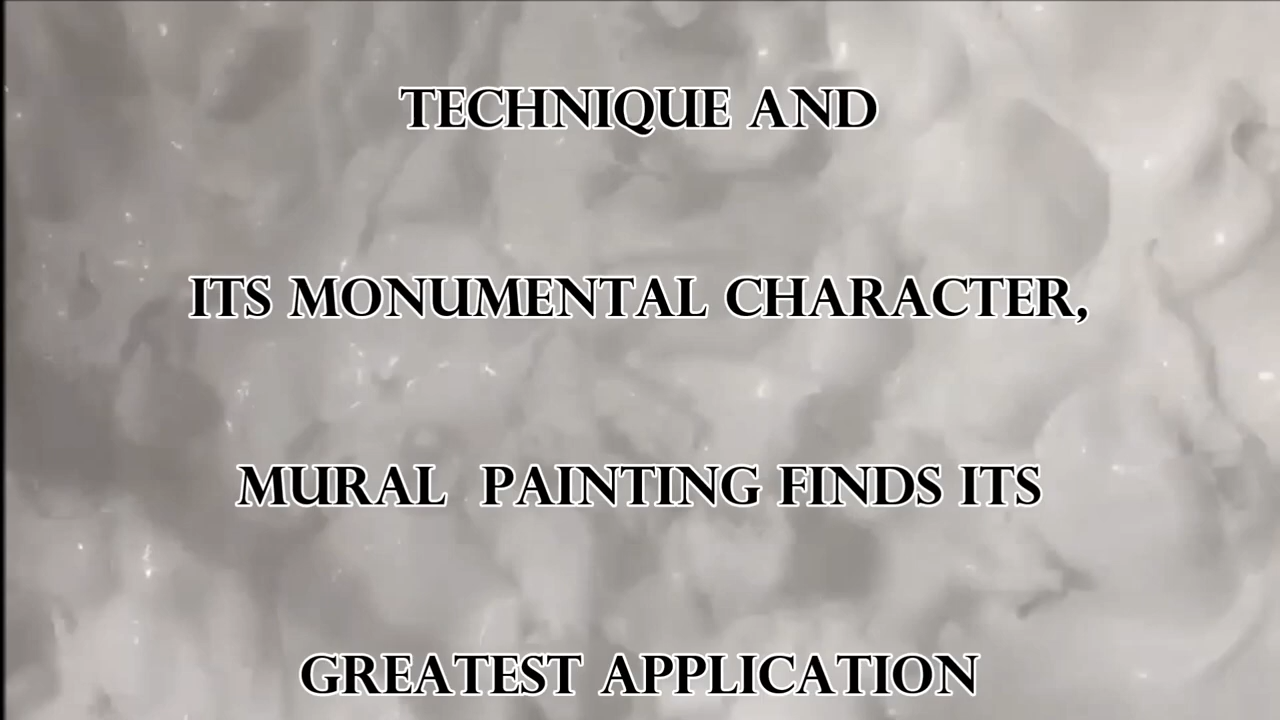 TECHNIQUE AND
ITS MONUMENTAL CHARACTER,
MURAL PAINTING FINDS ITS
GREATEST APPLICATION